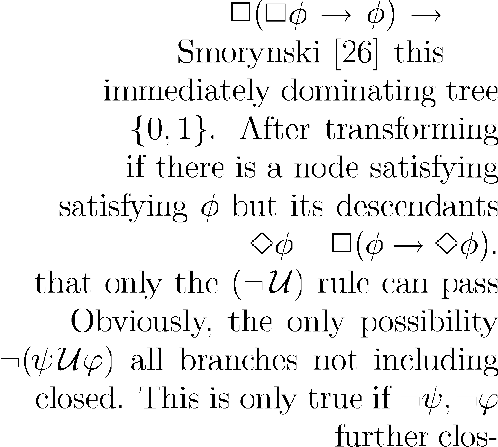 □(□ϕ → ϕ) →
Smorynski [26] this
immediately dominating tree
{0, 1}. After transforming
if there is a node satisfying
satisfying ϕ but its descendants
◇ϕ □(ϕ → ◇ϕ).
that only the (¬𝒰) rule can pass
Obviously, the only possibility
¬(ψ𝒰φ) all branches not including
closed. This is only true if ¬ψ, φ
further clos-